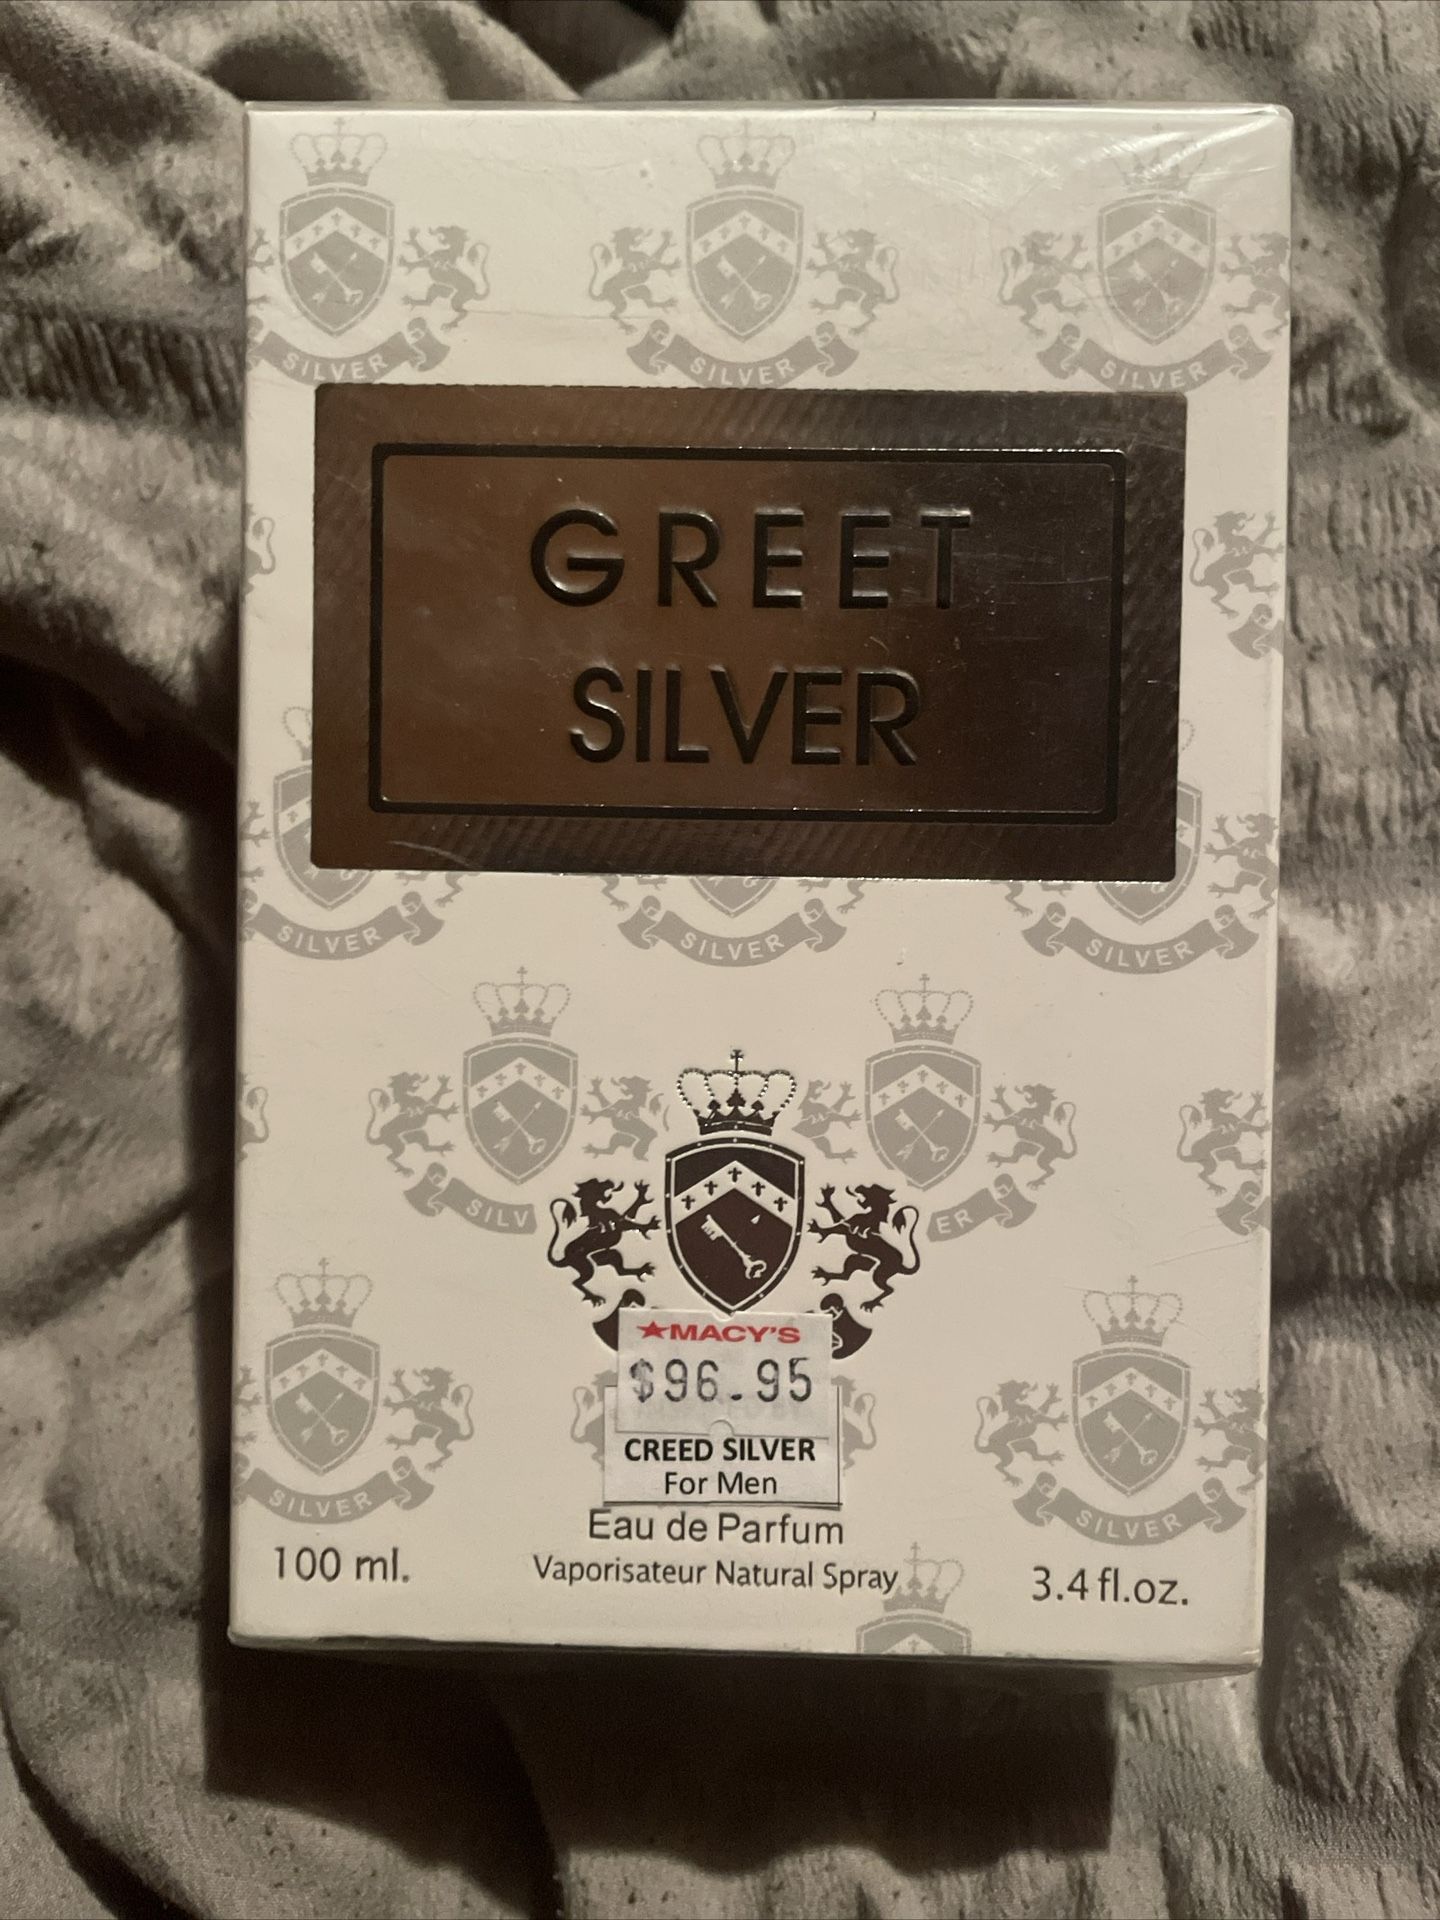 SILVER SILVER SILVER
GREET
SILVER
SILVER SILVER SILVER
SILV ER
★MACY'S
$96.95
CREED SILVER
For Men
SILVER SILVER
Eau de Parfum
100 ml. Vaporisateur Natural Spray 3.4 fl.oz.